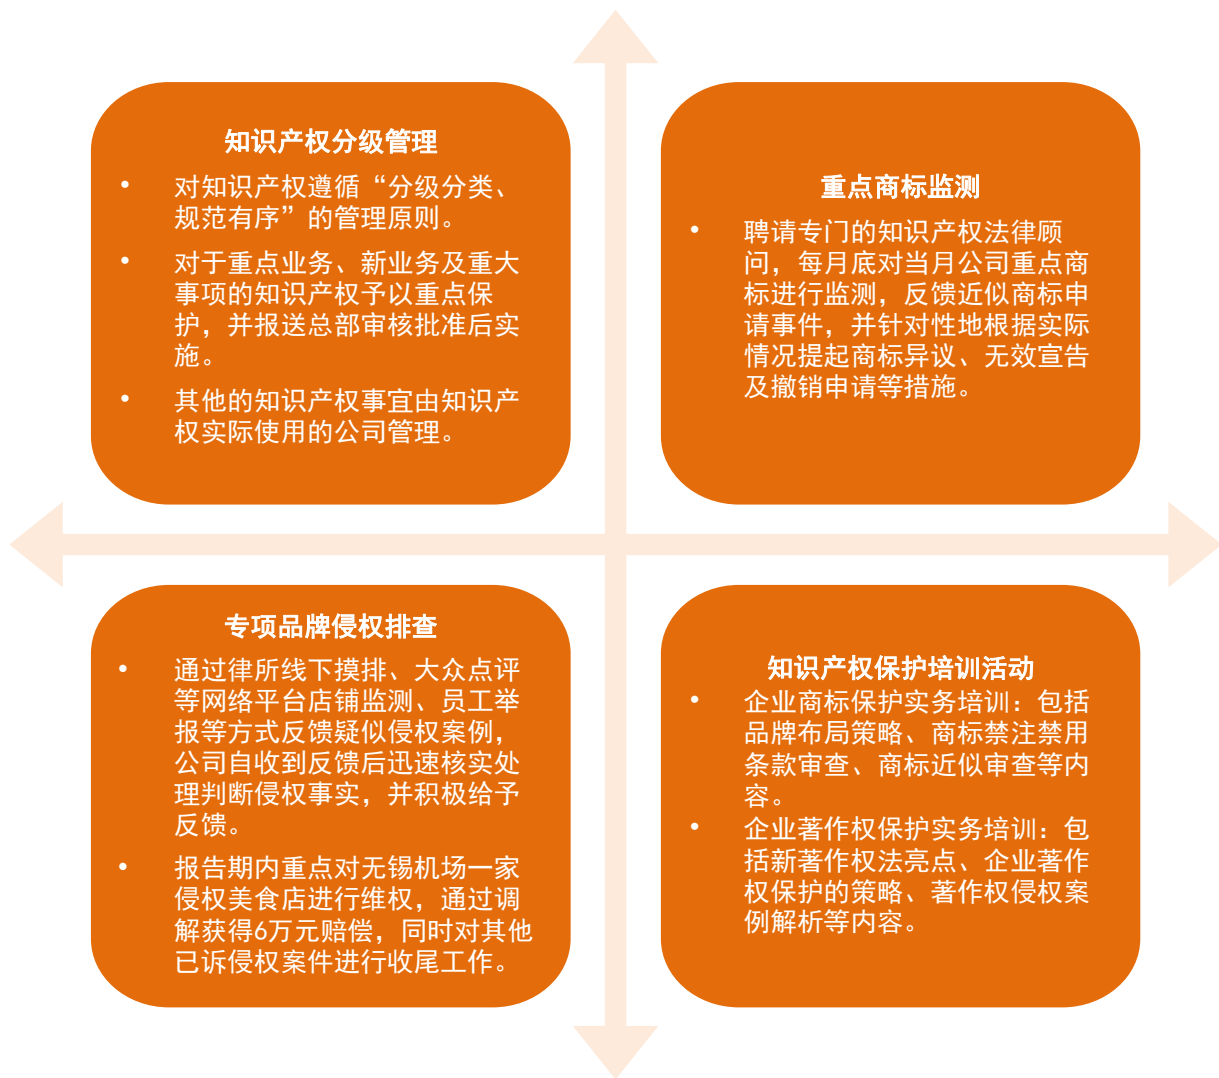 知识产权分级管理
• 对知识产权遵循“分级分类、
规范有序”的管理原则。
• 对于重点业务、新业务及重大
事项的知识产权予以重点保
护，并报送总部审核批准后实
施。
• 其他的知识产权事宜由知识产
权实际使用的公司管理。
重点商标监测
• 聘请专门的知识产权法律顾
问，每月底对当月公司重点商
标进行监测，反馈近似商标申
请事件，并针对性地根据实际
情况提起商标异议、无效宣告
及撤销申请等措施。
专项品牌侵权排查
• 通过律所线下摸排、大众点评
等网络平台店铺监测、员工举
报等方式反馈疑似侵权案例，
公司自收到反馈后迅速核实处
理判断侵权事实，并积极给予
反馈。
• 报告期内重点对无锡机场一家
侵权美食店进行维权，通过调
解获得6万元赔偿，同时对其他
已诉侵权案件进行收尾工作。
知识产权保护培训活动
• 企业商标保护实务培训：包括
品牌布局策略、商标禁注禁用
条款审查、商标近似审查等内
容。
• 企业著作权保护实务培训：包
括新著作权法亮点、企业著作
权保护的策略、著作权侵权案
例解析等内容。